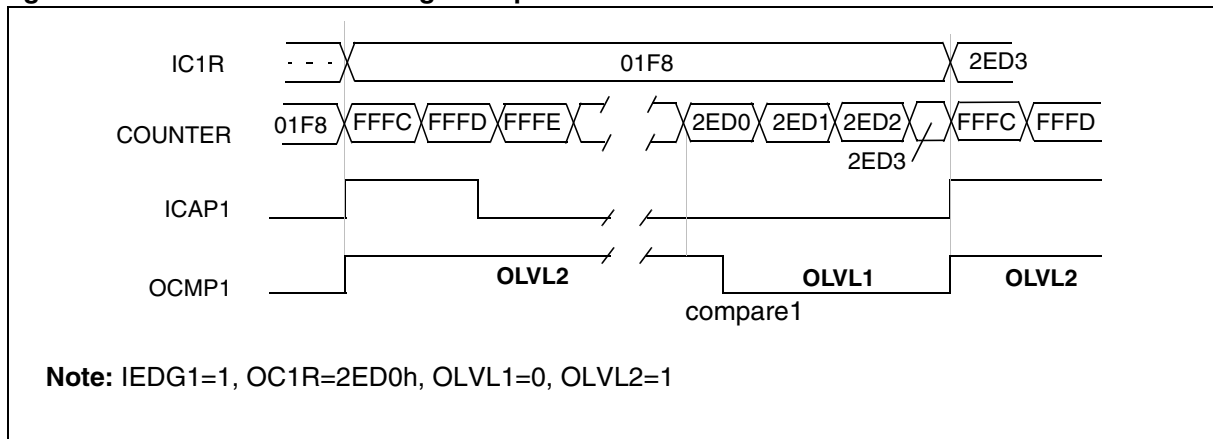 IC1R
- - -
01F8
2ED3
COUNTER
01F8 FFFC FFFD FFFE 2ED0 2ED1 2ED2 FFFC FFFD
2ED3
ICAP1
OCMP1
OLVL2
OLVL1
OLVL2
compare1
Note: IEDG1=1, OC1R=2ED0h, OLVL1=0, OLVL2=1